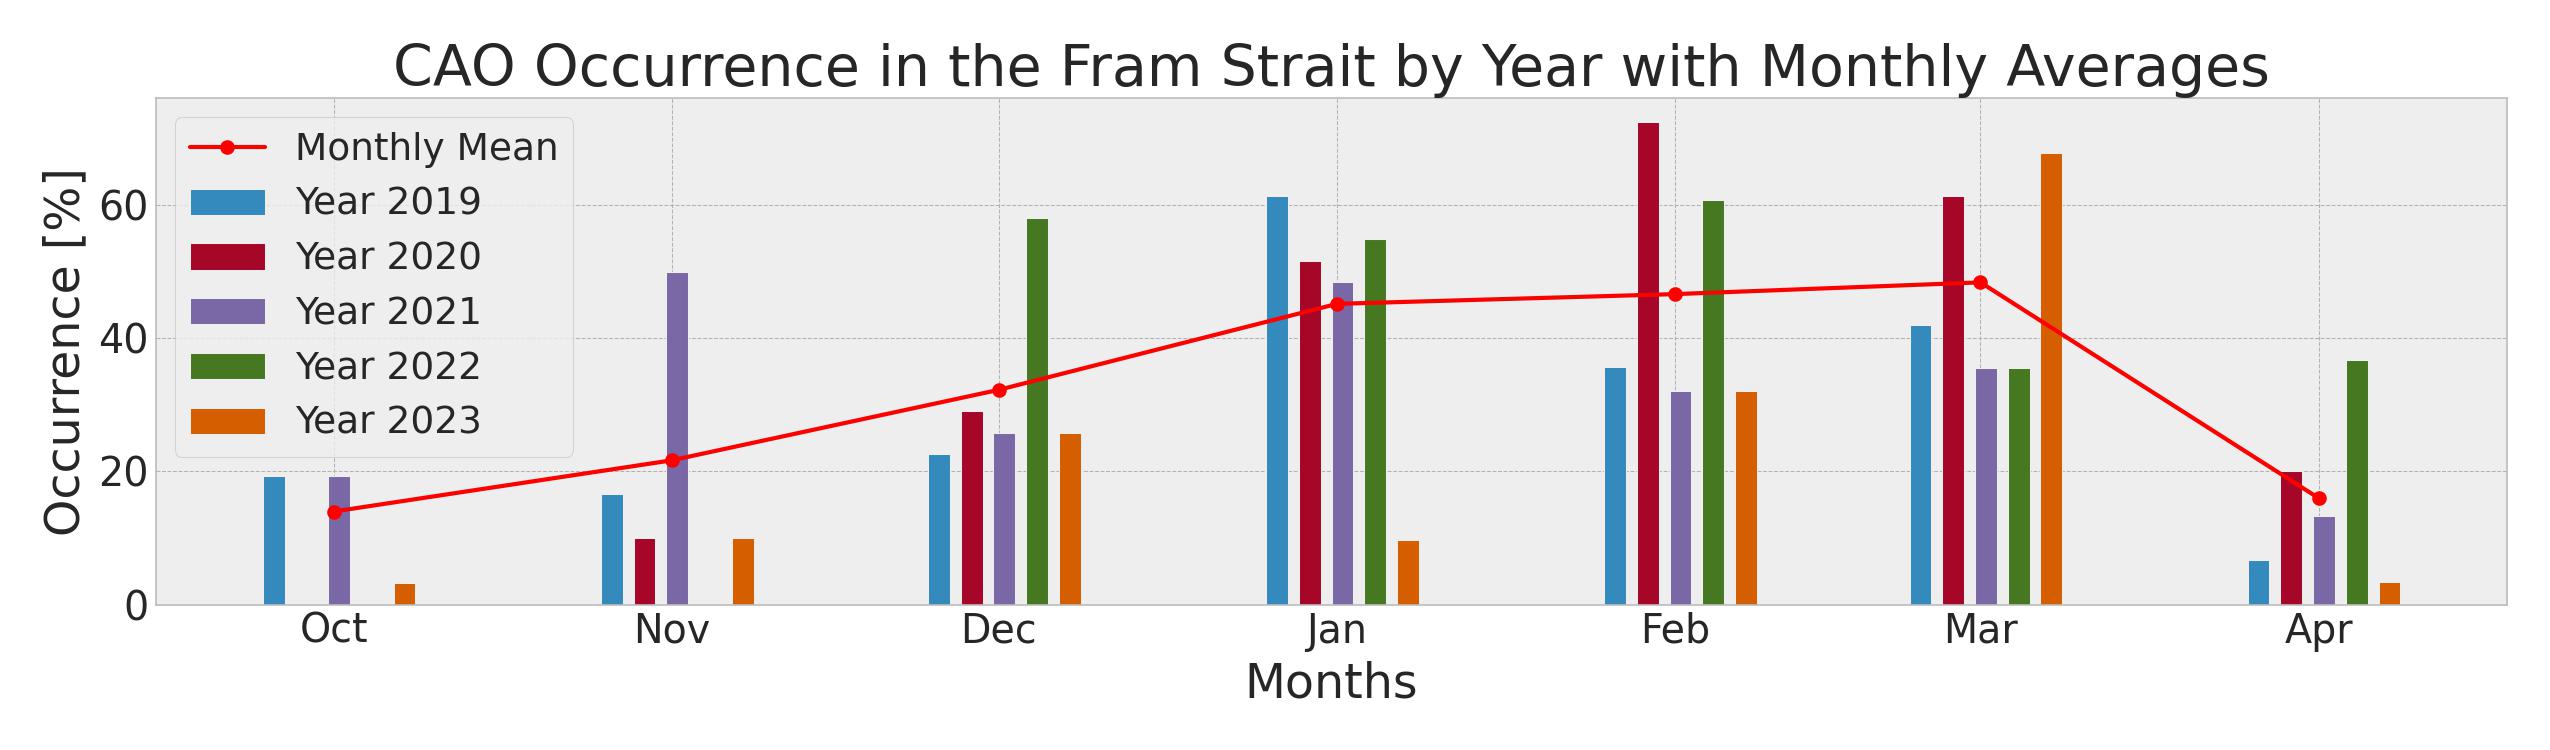 CAO Occurrence in the Fram Strait by Year with Monthly Averages
Occurrence [%]
60
40
20
0
Monthly Mean
Year 2019
Year 2020
Year 2021
Year 2022
Year 2023
Oct Nov Dec Jan Feb Mar Apr
Months